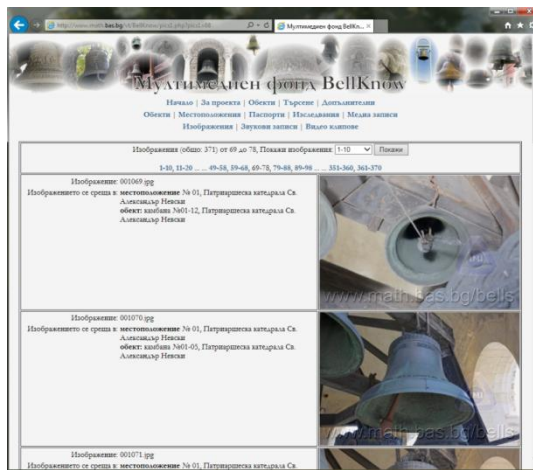 http://www.math.bas.bg
Мултимедиен фонд BellKn...
Мултимедиен фонд BellKnow
Начало | За проекта | Обекти | Търсене | Допълнителни
Обекти | Местоположения | Паспорти | Изследвания | Медиа записи
Изображения | Звукови записи | Видео клипове
Изображения (общо: 371) от 69 до 78, Покажи изображения: 1-10 Покажи
1-10, 11-20 ... ... 49-58, 59-68, 69-78, 79-88, 89-98 ... ... 351-360, 361-370
Изображение: 001069.jpg
Изображението се среща в: местоположение № 01, Патриаршеска катедрала Св.
Александър Невски
обект: камбана №01-12, Патриаршеска катедрала Св.
Александър Невски
www.math.bas.bg/bells
Изображение: 001070.jpg
Изображението се среща в: местоположение № 01, Патриаршеска катедрала Св.
Александър Невски
обект: камбана №01-05, Патриаршеска катедрала Св.
Александър Невски
www.math.bas.bg/bells
Изображение: 001071.jpg
Изображението се среща в: местоположение № 01, Патриаршеска катедрала Св.